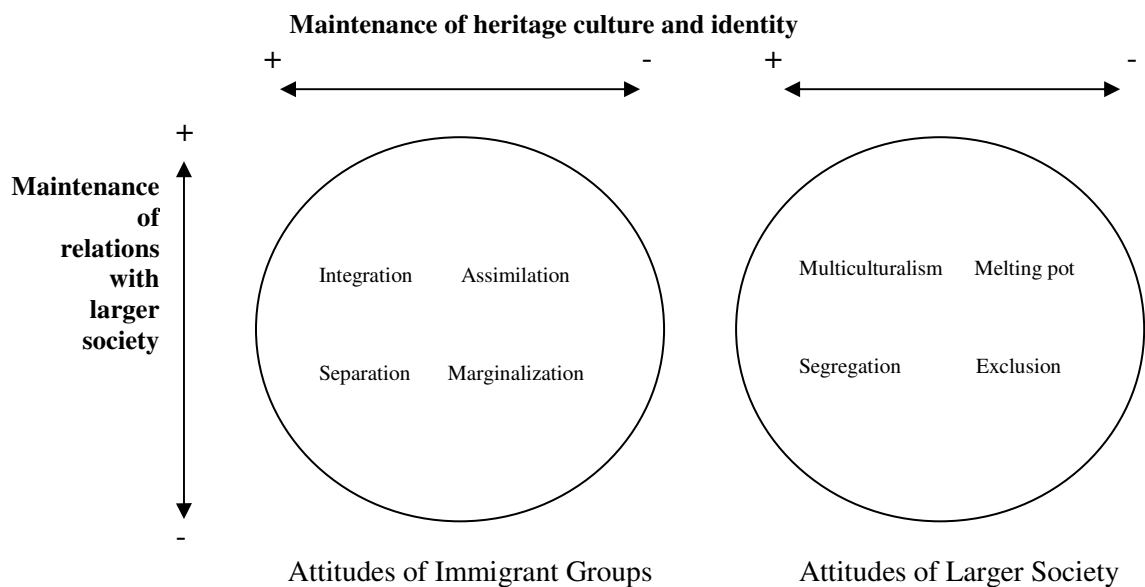 Maintenance of heritage culture and identity
+ - + -
+
Maintenance
of
relations
with
larger
society
Integration Assimilation
Separation Marginalization
Multiculturalism Melting pot
Segregation Exclusion
-
Attitudes of Immigrant Groups
Attitudes of Larger Society